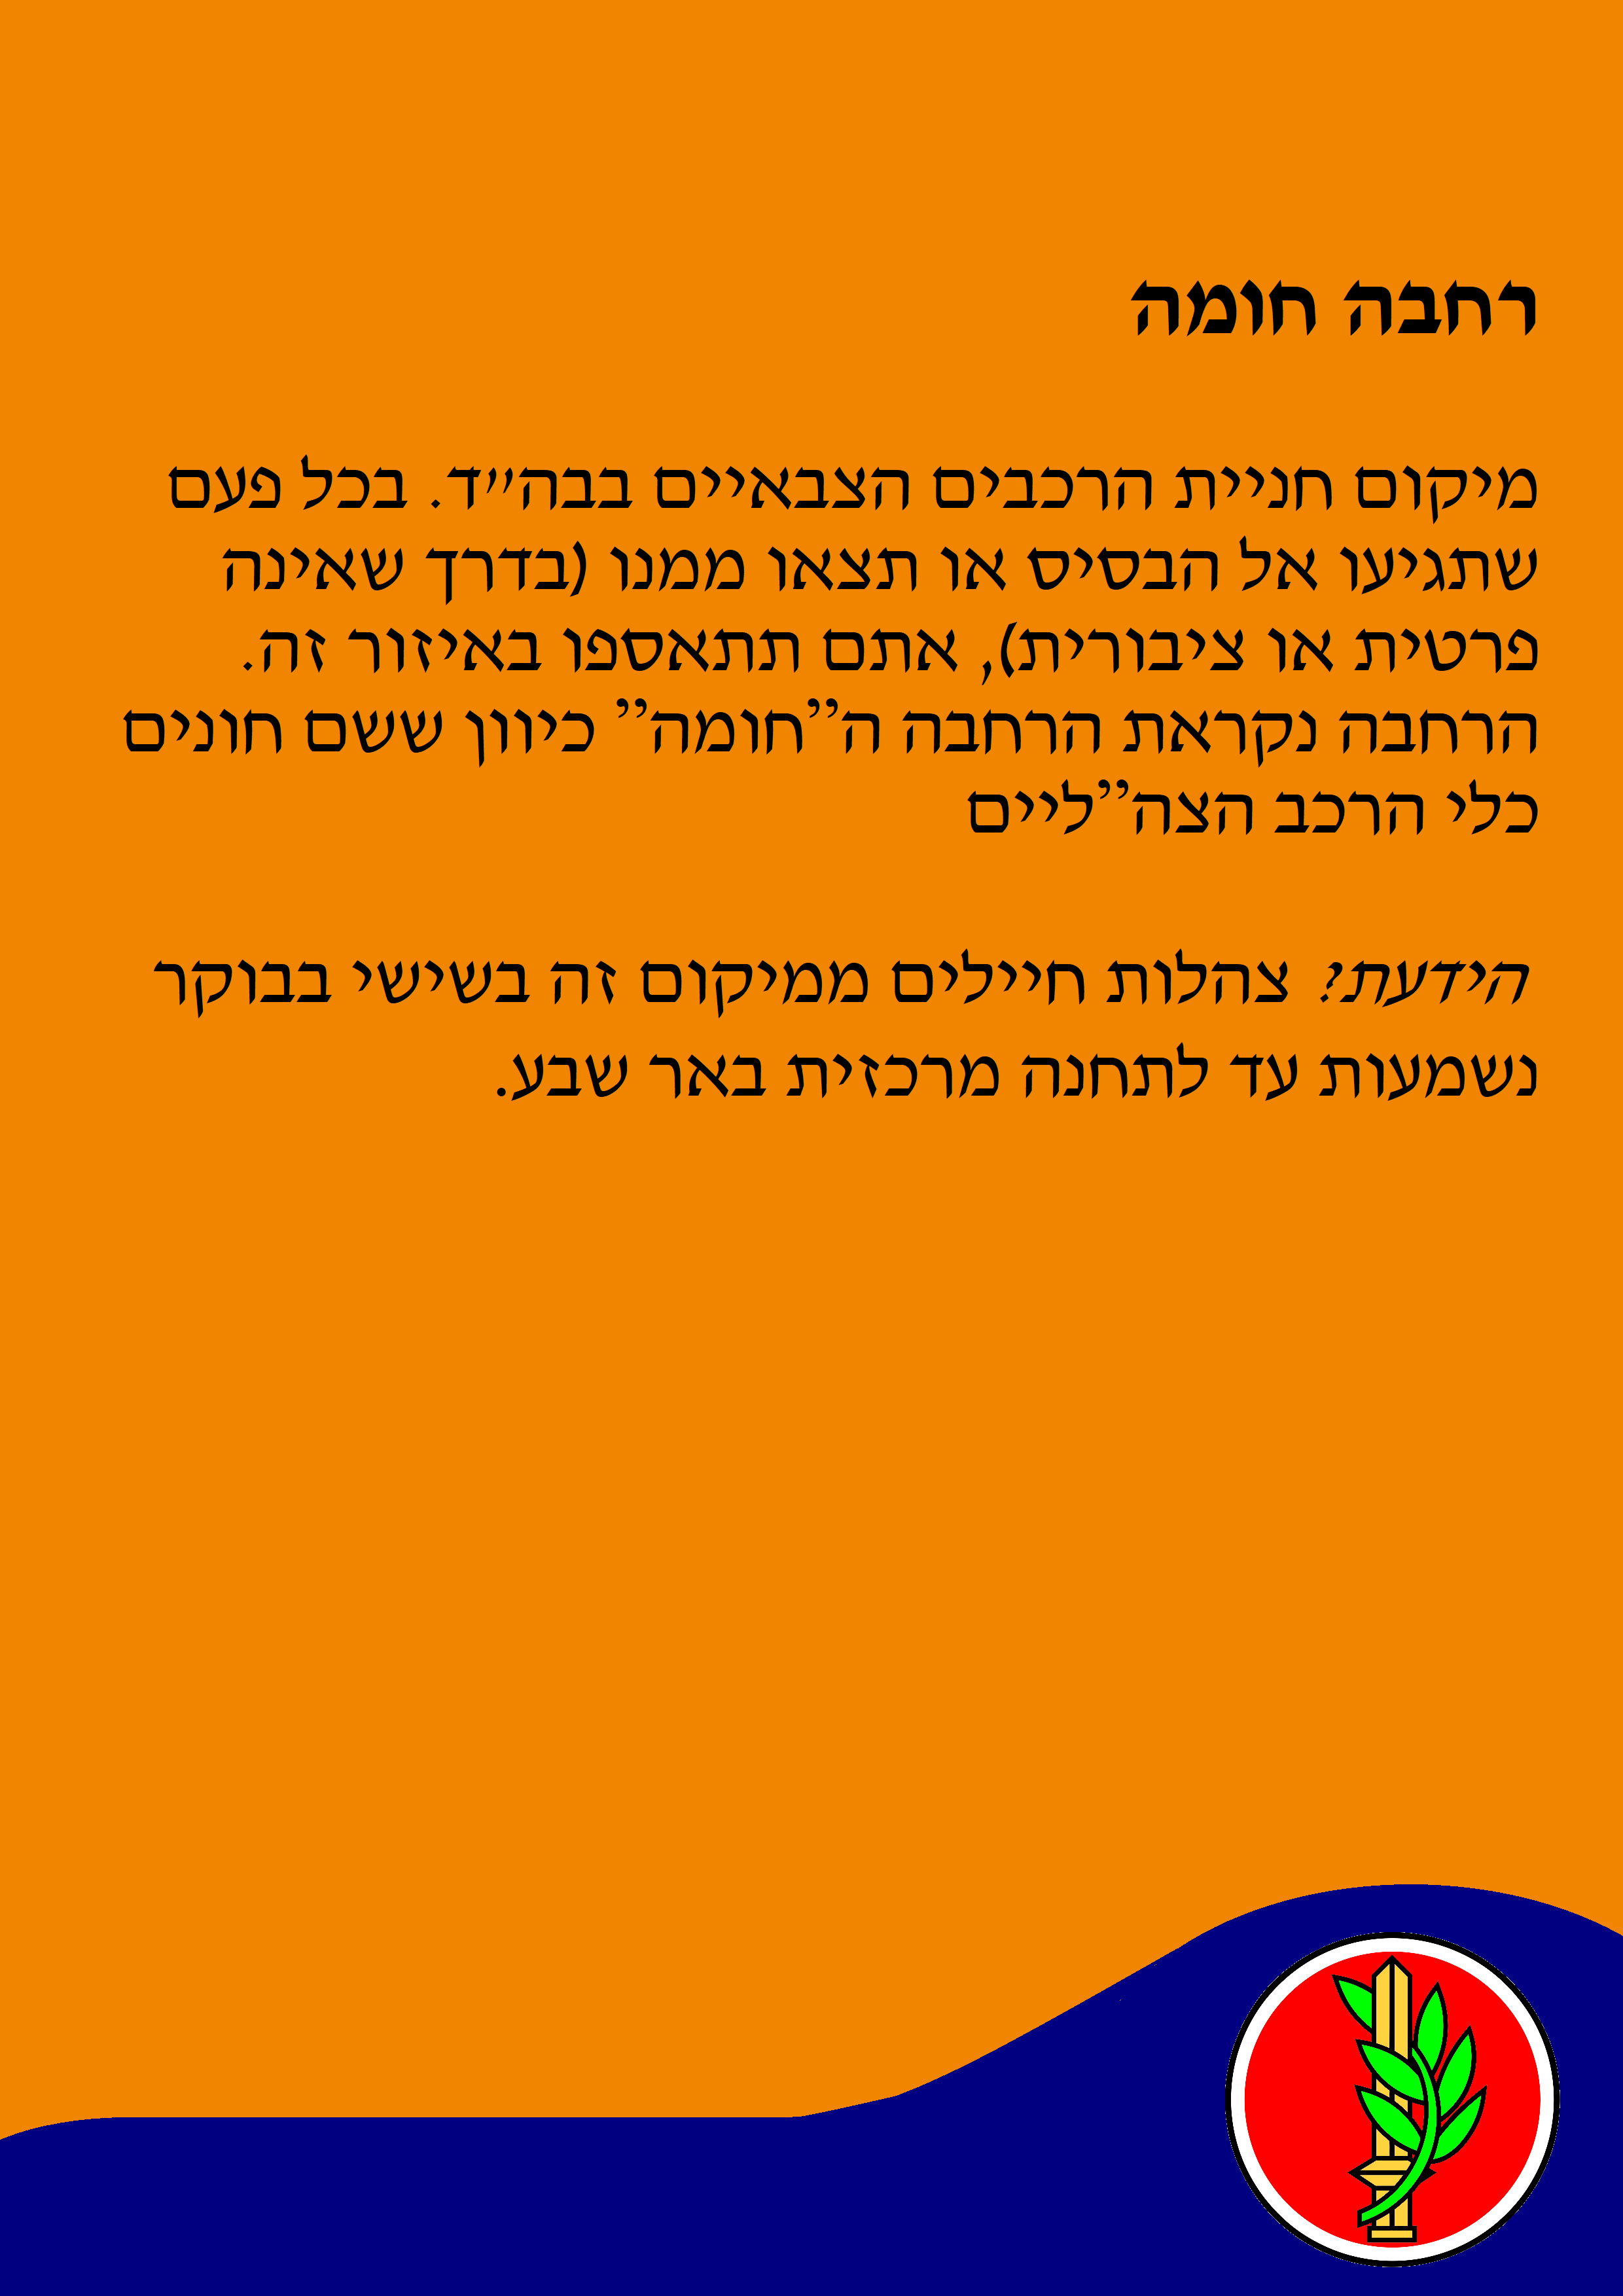 רחבה חומה
מיקום חניית הרכבים הצבאיים בבה״ד. בכל פעם
שתגיעו אל הבסיס או תצאו ממנו (בדרך שאינה
פרטית או ציבורית), אתם תתאספו באיזור זה.
הרחבה נקראת הרחבה ה’’חומה’’ כיוון ששם חונים
כלי הרכב הצה’’ליים
הידעת? צהלות חיילים ממיקום זה בשישי בבוקר
נשמעות עד לתחנה מרכזית באר שבע.